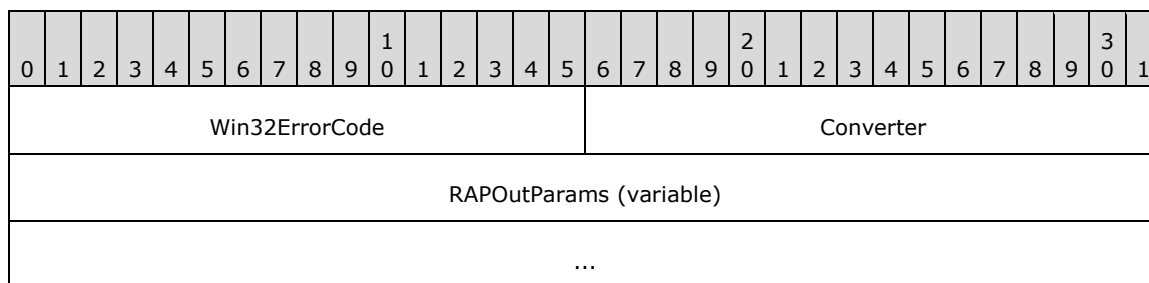 1 2 3
0 1 2 3 4 5 6 7 8 9 0 1 2 3 4 5 6 7 8 9 0 1 2 3 4 5 6 7 8 9 0 1
Win32ErrorCode Converter
RAPOutParams (variable)
...